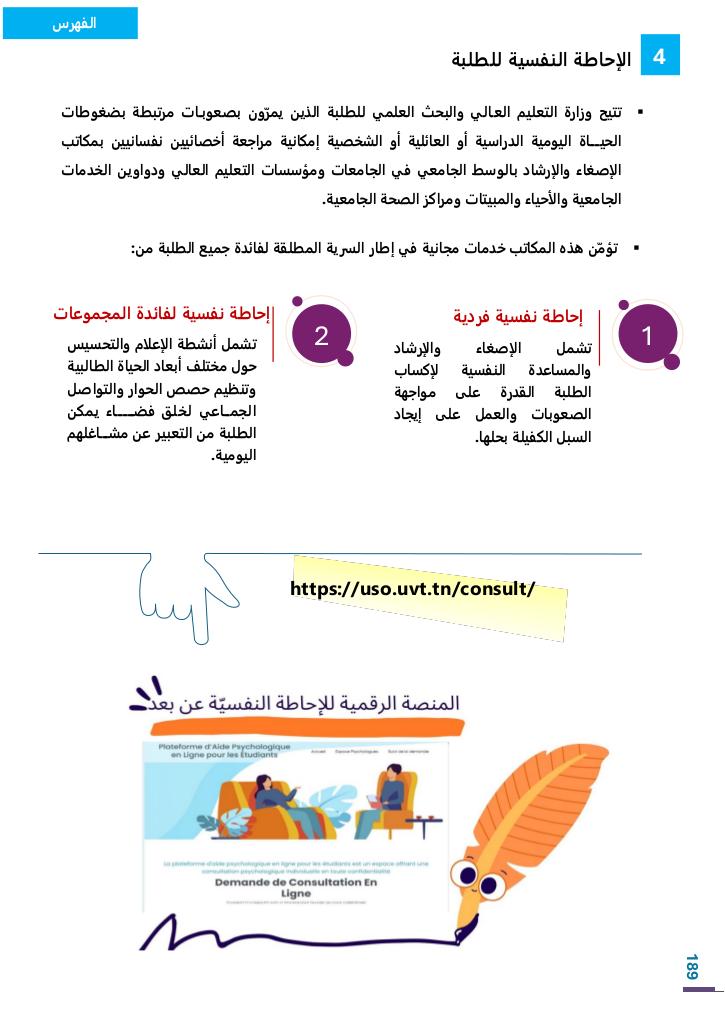 الفهرس
4
الإحاطة النفسية للطلبة
▪ تتيح وزارة التعليم العالي والبحث العلمي للطلبة الذين يمرّون بصعوبات مرتبطة بضغوطات
الحيـــاة اليومية الدراسية أو العائلية أو الشخصية إمكانية مراجعة أخصائيين نفسانيين بمكاتب
الإصغاء والإرشاد بالوسط الجامعي في الجامعات ومؤسسات التعليم العالي ودواوين الخدمات
الجامعية والأحياء والمبيتات ومراكز الصحة الجامعية.
▪ تؤمّن هذه المكاتب خدمات مجانية في إطار السرية المطلقة لفائدة جميع الطلبة من:
1
إحاطة نفسية فردية
تشمل الإصغاء والإرشاد
والمساعدة النفسية لإكساب
الطلبة القدرة على مواجهة
الصعوبات والعمل على إيجاد
السبل الكفيلة بحلها.
2
إحاطة نفسية لفائدة المجموعات
تشمل أنشطة الإعلام والتحسيس
حول مختلف أبعاد الحياة الطالبية
وتنظيم حصص الحوار والتواصل
الجمـاعي لخلق فضــــاء يمكن
الطلبة من التعبير عن مشــاغلهم
اليومية.
https://uso.uvt.tn/consult/
المنصة الرقمية للإحاطة النفسيّة عن بعد
Plateforme d'Aide Psychologique
en Ligne pour les Étudiants
Accueil Espace Psychologues Suivi de la demande
La plateforme d'aide psychologique en ligne pour les étudiants est un espace offrant une
consultation psychologique individuelle en toute confidentialité
Demande de Consultation En
Ligne
189